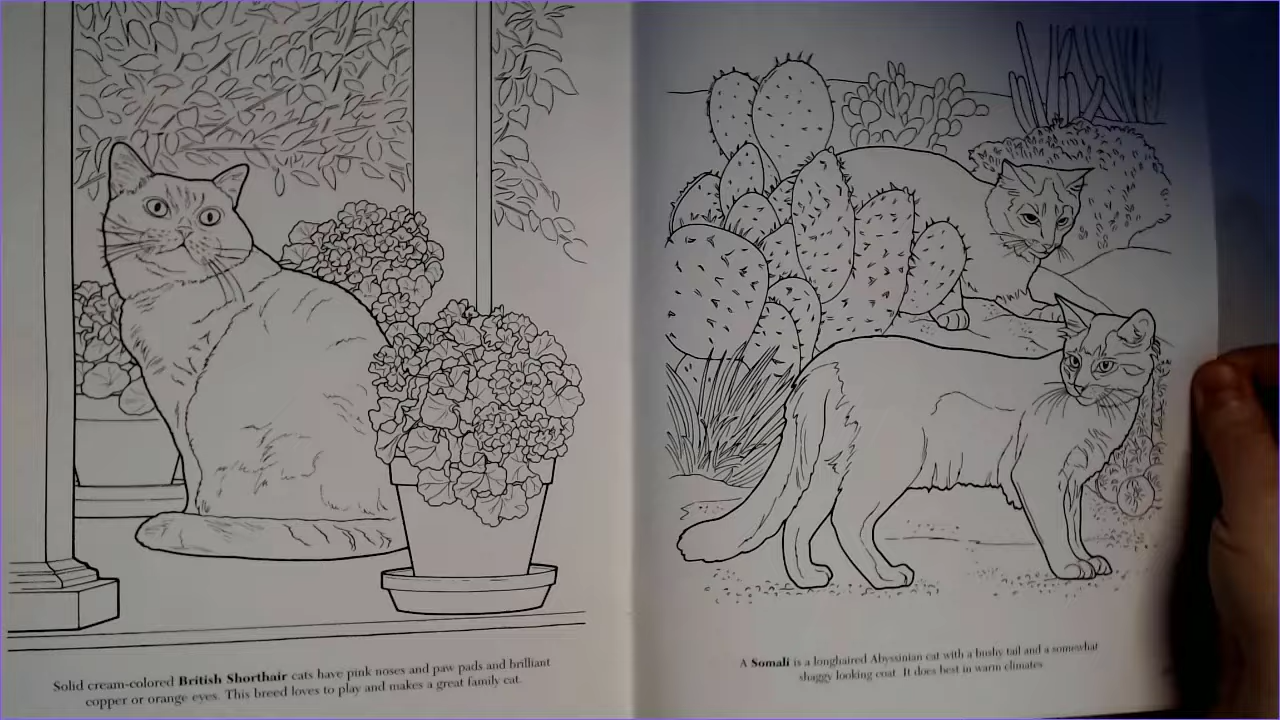 Solid cream-colored British Shorthair cats have pink noses and paw pads and brilliant
copper or orange eyes. This breed loves to play and makes a great family cat.
A Somali is a longhaired Abyssinian cat with a bushy tail and a somewhat
shaggy looking coat. It does best in warm climates